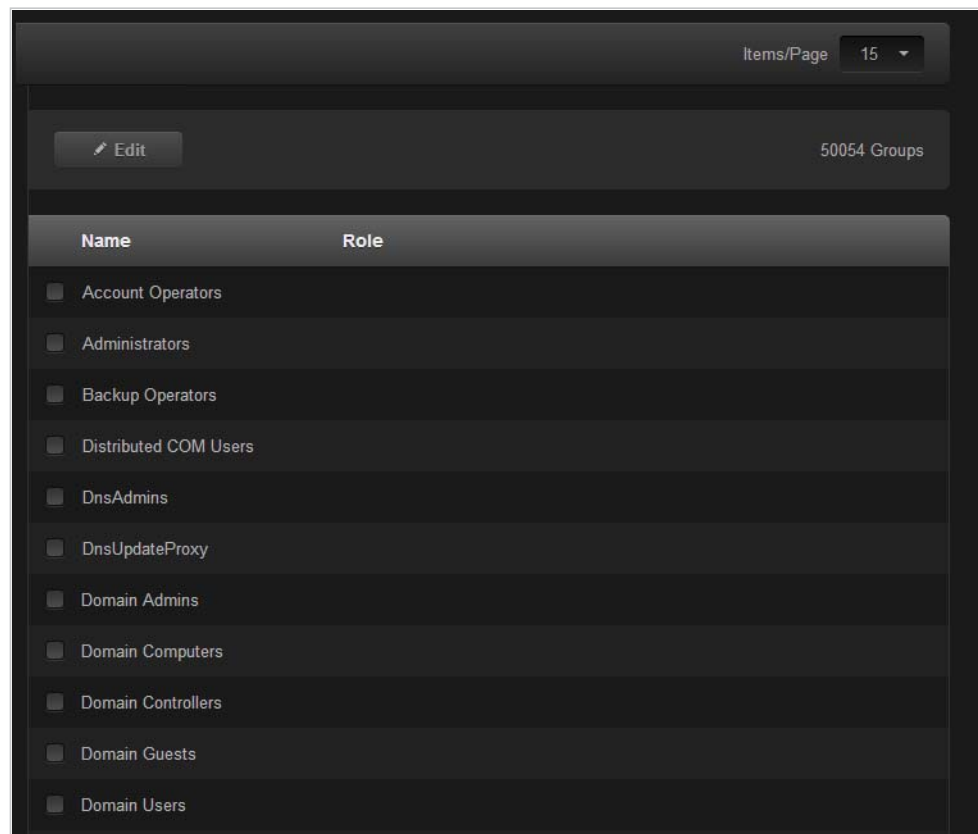 Items/Page 15
Edit
50054 Groups
Name Role
Account Operators
Administrators
Backup Operators
Distributed COM Users
DnsAdmins
DnsUpdateProxy
Domain Admins
Domain Computers
Domain Controllers
Domain Guests
Domain Users